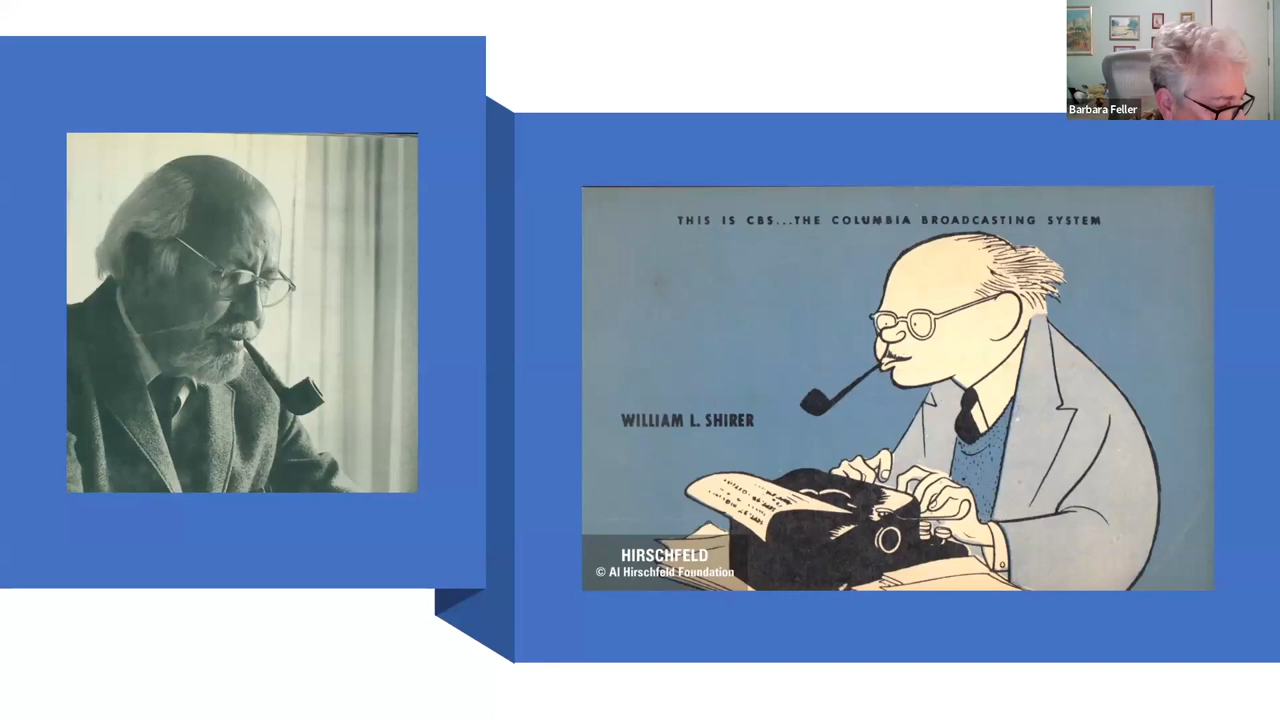 Barbara Feller
THIS IS CBS...THE COLUMBIA BROADCASTING SYSTEM
WILLIAM L. SHIRER
HIRSCHFELD
© Al Hirschfeld Foundation